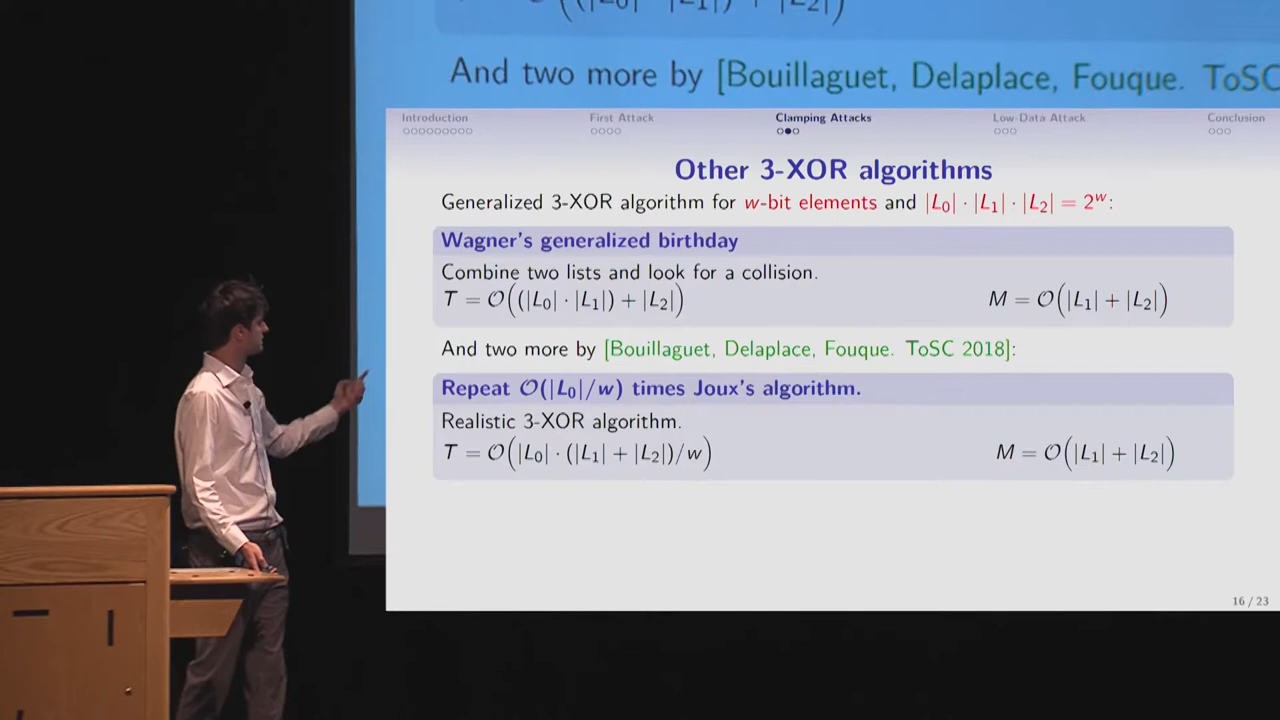 And two more by [Bouillaguet, Delaplace, Fouque. ToSC
Introduction First Attack Clamping Attacks Low-Data Attack Conclusion
Other 3-XOR algorithms
Generalized 3-XOR algorithm for w-bit elements and |L₀| · |L₁| · |L₂| = 2ʷ:
Wagner's generalized birthday
Combine two lists and look for a collision.
T = O((|L₀| · |L₁|) + |L₂|) M = O(|L₁| + |L₂|)
And two more by [Bouillaguet, Delaplace, Fouque. ToSC 2018]:
Repeat O(|L₀|/w) times Joux's algorithm.
Realistic 3-XOR algorithm.
T = O(|L₀| · (|L₁| + |L₂|)/w) M = O(|L₁| + |L₂|)
16 / 23